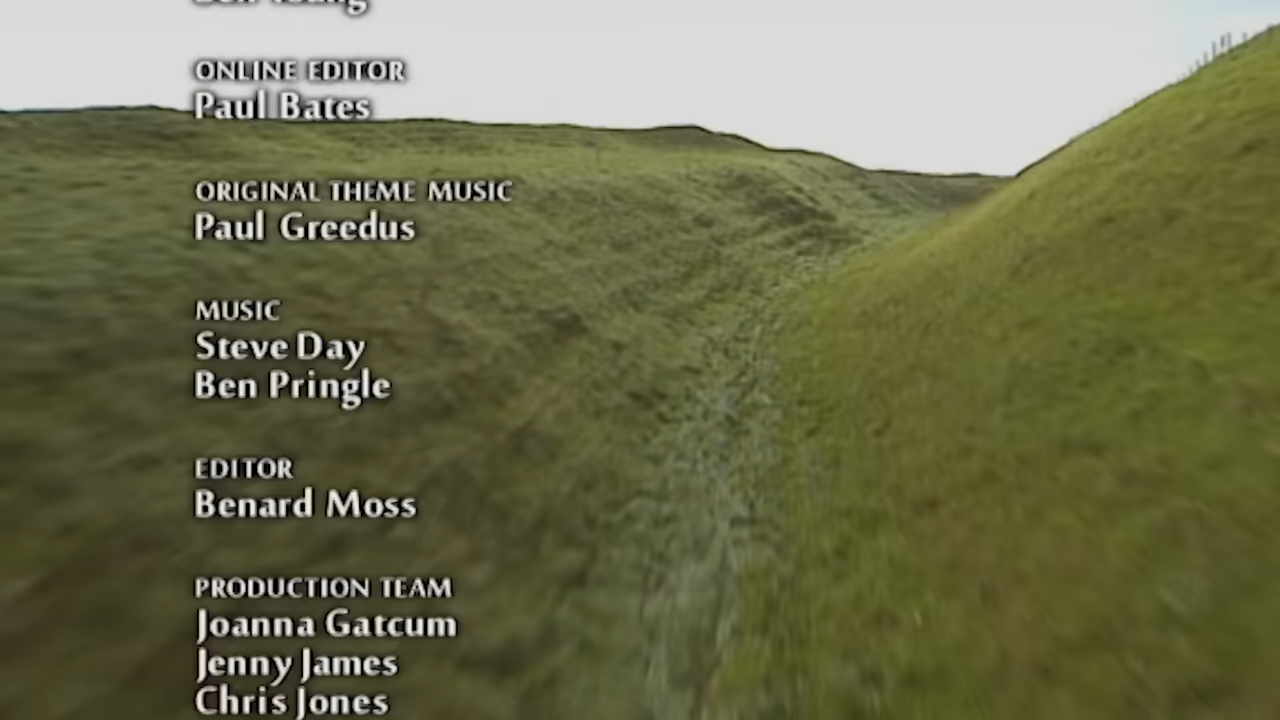 ONLINE EDITOR
Paul Bates
ORIGINAL THEME MUSIC
Paul Greedus
MUSIC
Steve Day
Ben Pringle
EDITOR
Benard Moss
PRODUCTION TEAM
Joanna Gatcum
Jenny James
Chris Jones